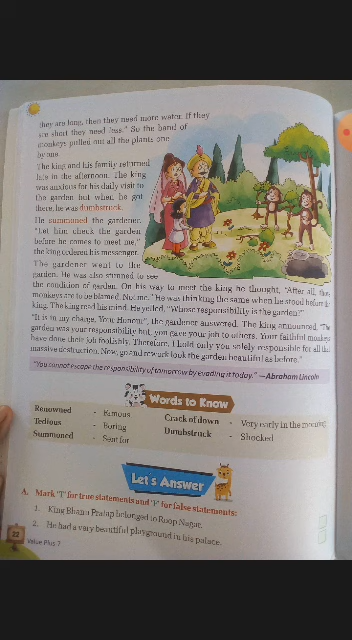 they are long, then they need more water. If they
are short they need less." So the band of
monkeys pulled out all the plants one
by one.
The king and his family returned
late in the afternoon. The king
was anxious for his daily visit to
the garden but when he got
there, he was dumbstruck.
He summoned the gardener.
"Let him check the garden
before he comes to meet me,"
the king ordered his messenger.
The gardener went to the
garden. He was also stunned to see
the condition of garden. On his way to meet the king he thought, "After all, the
monkeys are to be blamed. Not me." He was thinking the same when he stood before
king. The king read his mind. He yelled, "Whose responsibility is the garden?"
"It is in my charge, Your Honour", the gardener answered. The king announced, "The
garden was your responsibility but you gave your job to others. Your faithful monkeys
have done their job foolishly. Therefore, I hold only you solely responsible for all the
massive destruction. Now, go and rework look the garden beautiful as before."
"You cannot escape the responsibility of tomorrow by evading it today." —Abraham Lincoln
Words to Know
Renowned - Famous
Crack of down - Very early in the morning
Tedious - Boring
Dumbstruck - Shocked
Summoned - Sent for
Let's Answer
A. Mark 'T' for true statements and 'F' for false statements:
1. King Bhanu Pratap belonged to Roop Nagar.
2. He had a very beautiful playground in his palace.
22
Value Plus 7